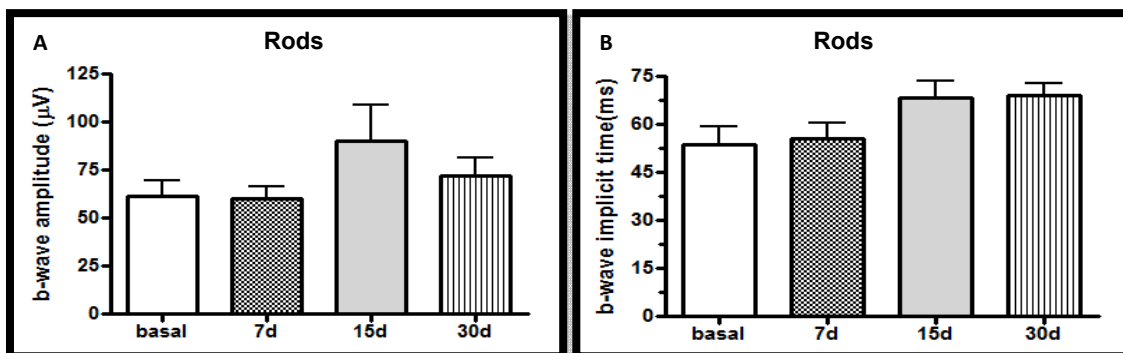 A
Rods
b-wave amplitude (µV)
125
100
75
50
25
0
basal 7d 15d 30d
B
Rods
b-wave implicit time(ms)
75
60
45
30
15
0
basal 7d 15d 30d